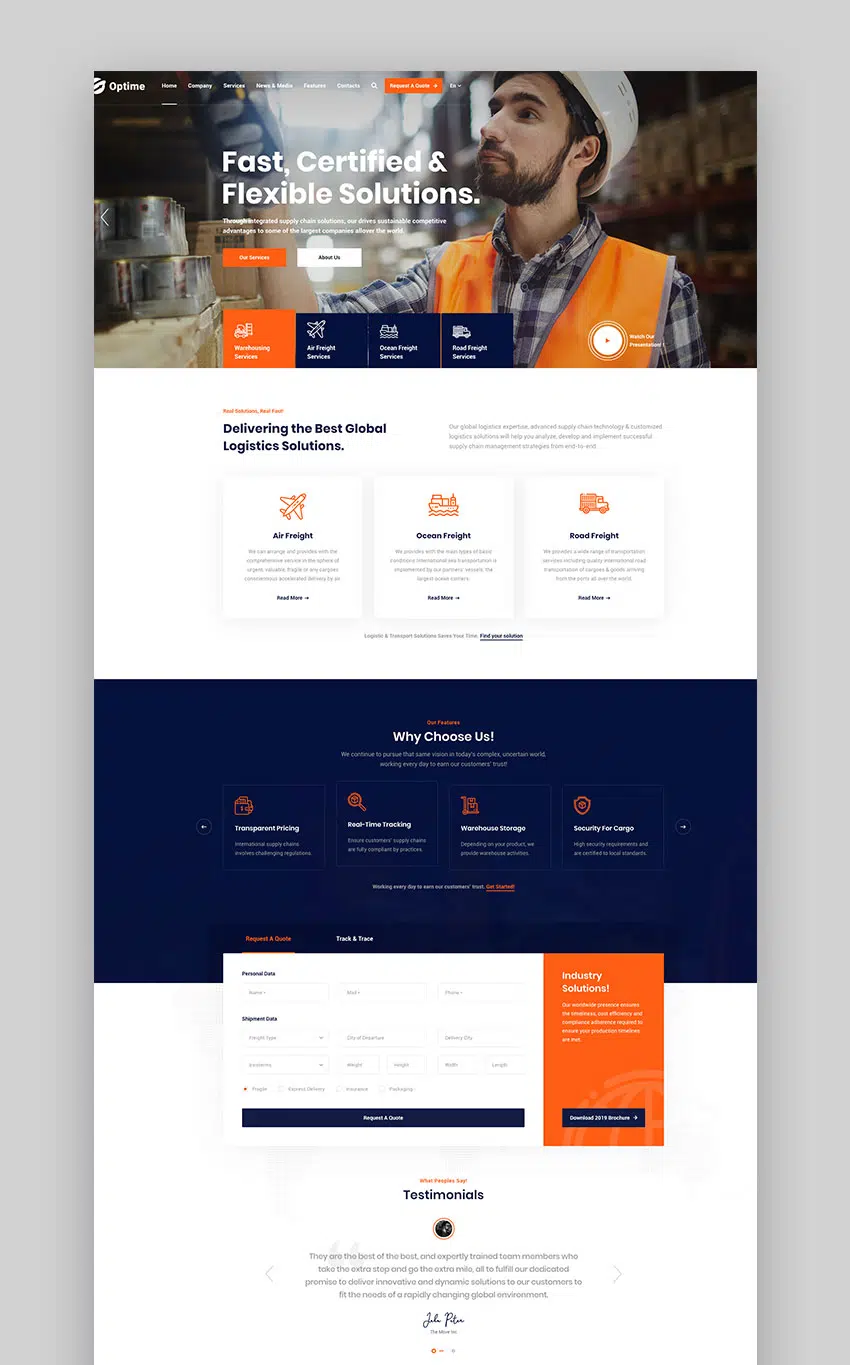 Optime
Home Company Services News & Media Features Contacts Request A Quote → En
Fast, Certified &
Flexible Solutions.
Through integrated supply chain solutions, our drives sustainable competitive
advantages to some of the largest companies allover the world.
Our Services
About Us
Warehousing
Services
Air Freight
Services
Ocean Freight
Services
Road Freight
Services
Watch Our
Presentation!
Real Solutions, Real Fast!
Delivering the Best Global
Logistics Solutions.
Our global logistics expertise, advanced supply chain technology & customized
logistics solutions will help you analyze, develop and implement successful
supply chain management strategies from end-to-end.
Air Freight
We can arrange and provides with the
comprehensive service in the sphere of
urgent, valuable, fragile or any cargoes
conscientious accelerated delivery by air.
Read More →
Ocean Freight
We provides with the main types of basic
conditions International sea transportation is
implemented by our partners' vessels, the
largest ocean carriers.
Read More →
Road Freight
We provides a wide range of transportation
services including quality international road
transportation of cargoes & goods arriving
from the ports all over the world.
Read More →
Logistic & Transport Solutions Saves Your Time. Find your solution
Our Features
Why Choose Us!
We continue to pursue that same vision in today's complex, uncertain world,
working every day to earn our customers' trust!
Transparent Pricing
International supply chains
involves challenging regulations.
Real-Time Tracking
Ensure customers' supply chains
are fully compliant by practices.
Warehouse Storage
Depending on your product, we
provide warehouse activities.
Security For Cargo
High security requirements and
are certified to local standards.
Working every day to earn our customers' trust. Get Started!
Request A Quote
Track & Trace
Personal Data
Name * Mail * Phone *
Shipment Data
Freight Type City of Departure Delivery City
Incoterms Weight Height Width Length
Fragile Express Delivery Insurance Packaging
Request A Quote
Industry
Solutions!
Our worldwide presence ensures
the timeliness, cost efficiency and
compliance adherence required to
ensure your production timelines
are met.
Download 2019 Brochure →
What Peoples Say!
Testimonials
They are the best of the best, and expertly trained team members who
take the extra step and go the extra mile, all to fulfill our dedicated
promise to deliver innovative and dynamic solutions to our customers to
fit the needs of a rapidly changing global environment.
John Peter
The Move Inc.